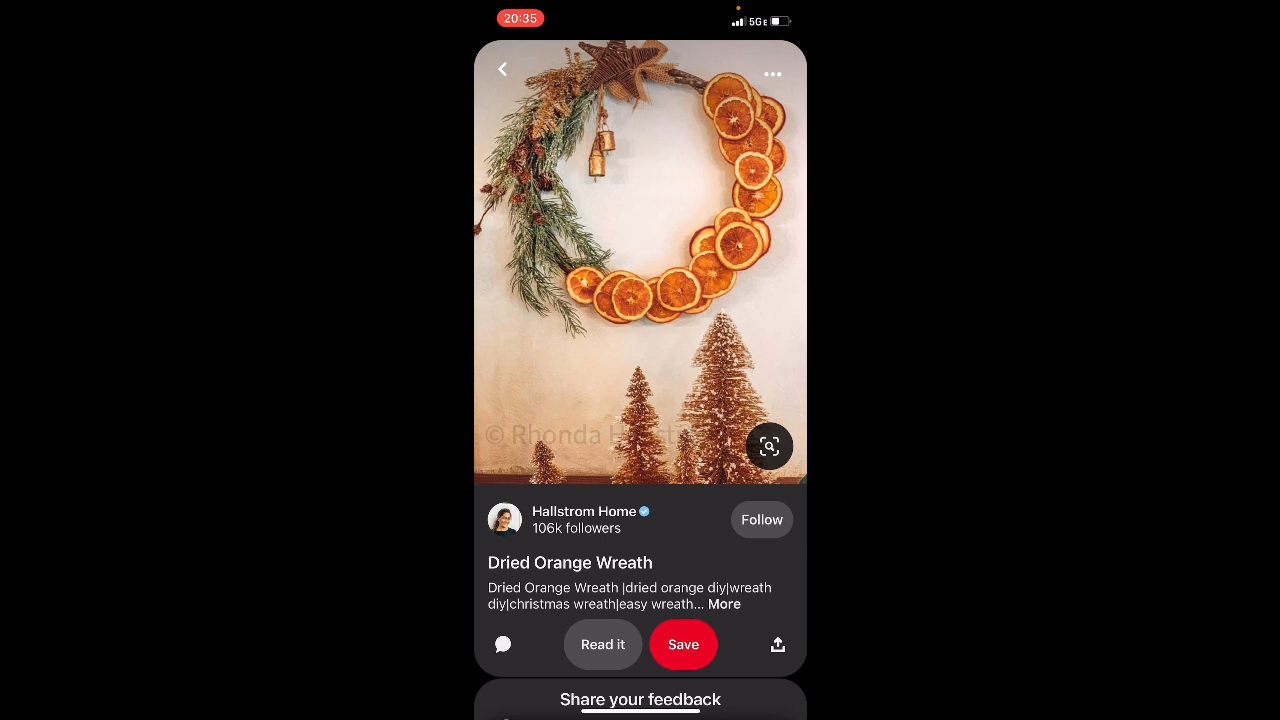 20:35
5GE
© Rhonda H
Hallstrom Home
106k followers
Follow
Dried Orange Wreath
Dried Orange Wreath |dried orange diy|wreath
diy|christmas wreath|easy wreath... More
Read it
Save
Share your feedback